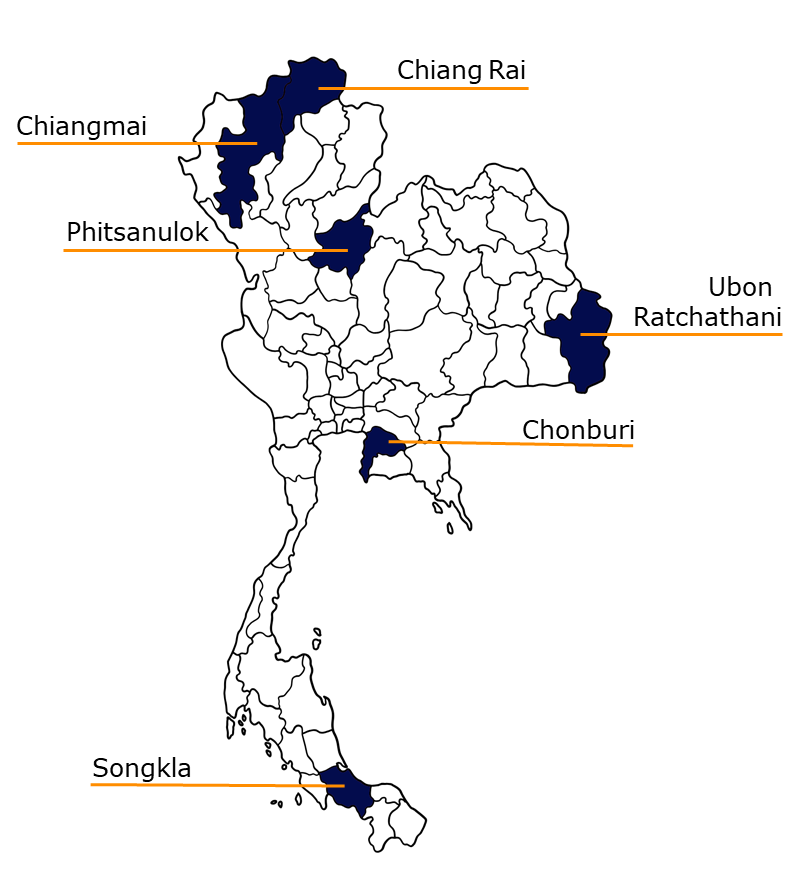 Chiang Rai
Chiangmai
Phitsanulok
Ubon
Ratchathani
Chonburi
Songkla